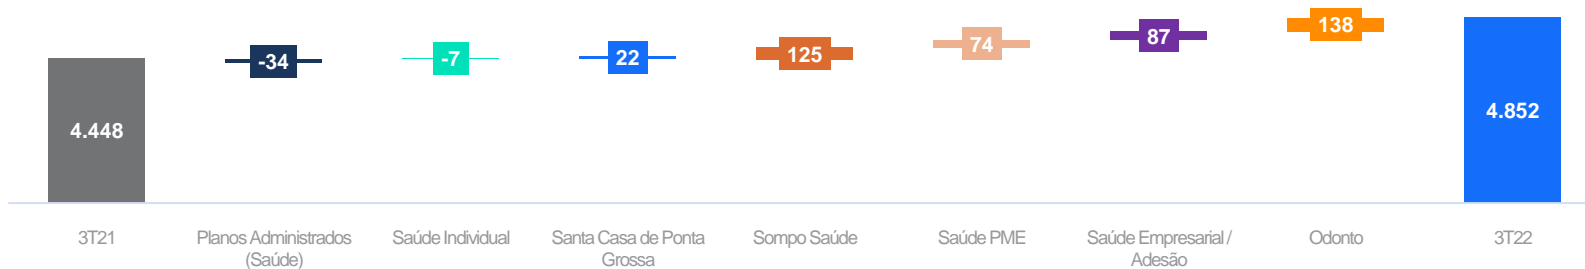 138
87
74
125
22
-34
-7
4.448
4.852
3T21
Planos Administrados
(Saúde)
Saúde Individual
Santa Casa de Ponta
Grossa
Sompo Saúde
Saúde PME
Saúde Empresarial /
Adesão
Odonto
3T22